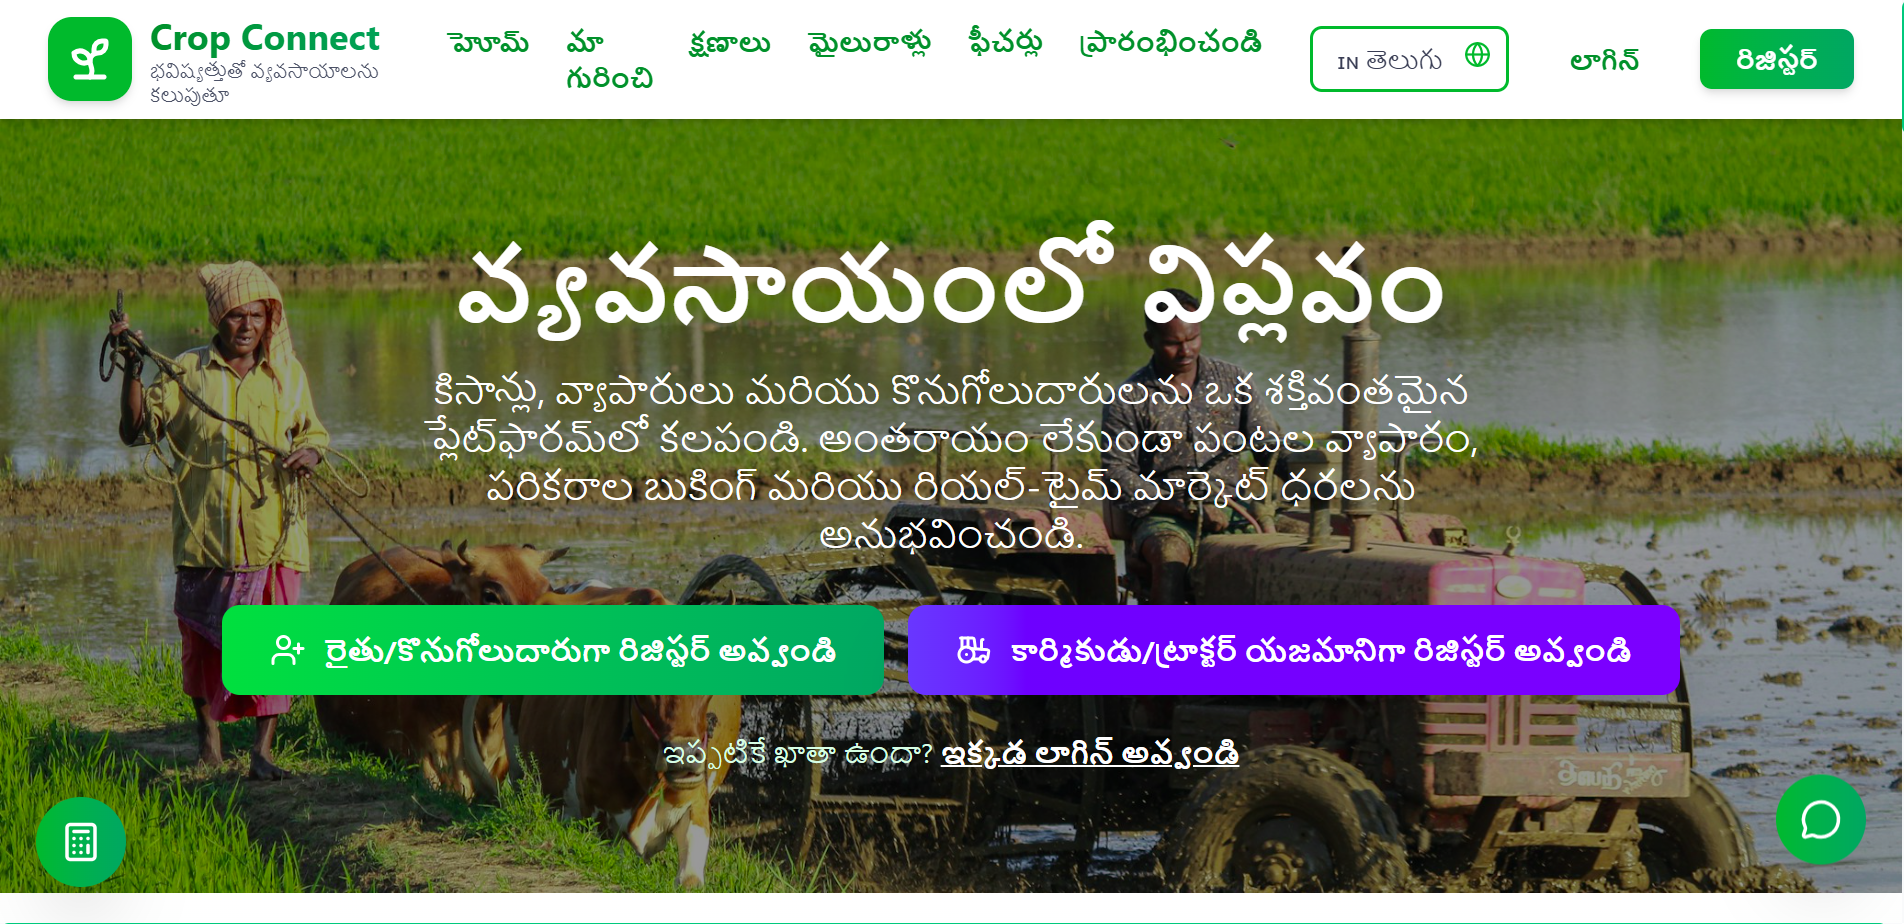 Crop Connect
భవిష్యత్తుతో వ్యవసాయాలను
కలుపుతూ
హెూమ్
మా
గురించి
క్షణాలు
మైలురాళ్లు
ఫీచర్లు
ప్రారంభించండి
IN తెలుగు
లాగిన్
రిజిస్టర్
వ్యవసాయంలో విప్లవం
కిసాన్లు, వ్యాపారులు మరియు కొనుగోలుదారులను ఒక శక్తివంతమైన
ప్లేట్‌ఫారమ్‌లో కలపండి. అంతరాయం లేకుండా పంటల వ్యాపారం,
పరికరాల బుకింగ్ మరియు రియల్-టైమ్ మార్కెట్ ధరలను
అనుభవించండి.
రైతు/కొనుగోలుదారుగా రిజిస్టర్ అవ్వండి
కార్మికుడు/ట్రాక్టర్ యజమానిగా రిజిస్టర్ అవ్వండి
ఇప్పటికే ఖాతా ఉందా? ఇక్కడ లాగిన్ అవ్వండి